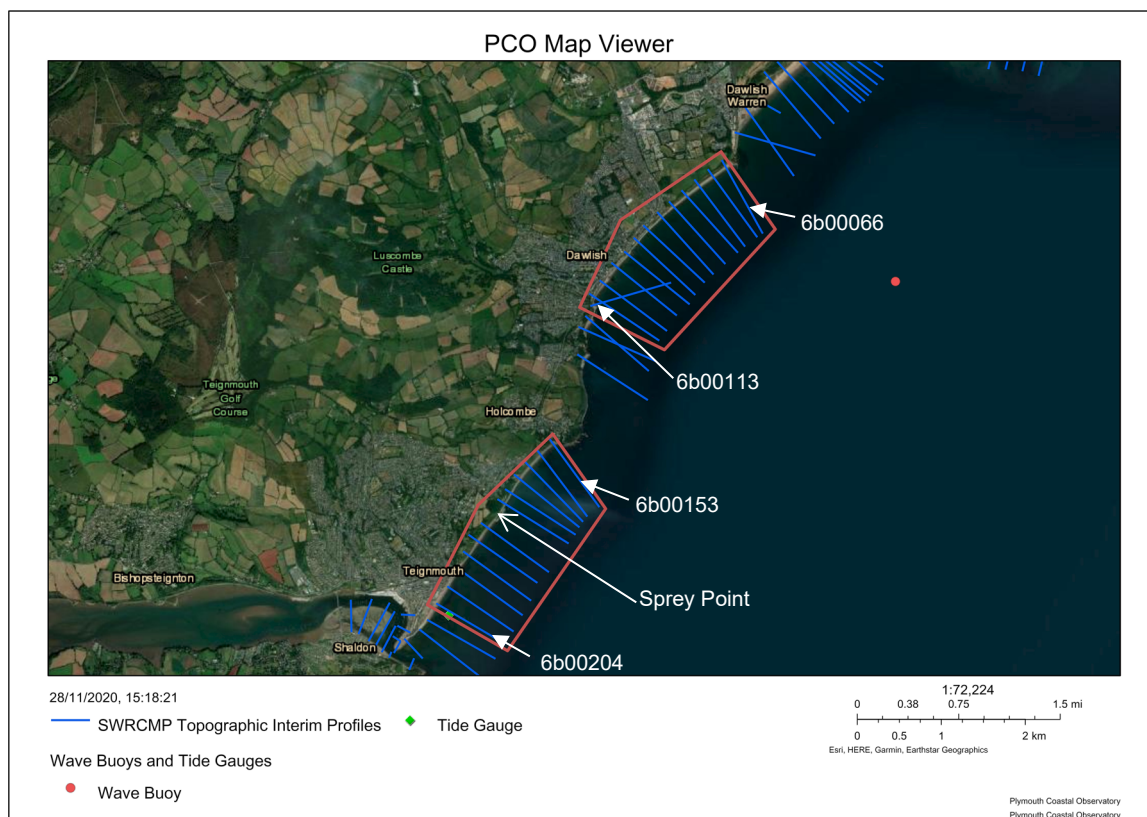 PCO Map Viewer
Dawlish
Warren
6b00066
Dawlish
Luscombe
Castle
6b00113
Teignmouth
Golf
Course
Holcombe
6b00153
Sprey Point
Teignmouth
Bishopsteignton
Shaldon
6b00204
28/11/2020, 15:18:21
SWRCMP Topographic Interim Profiles
Tide Gauge
Wave Buoys and Tide Gauges
Wave Buoy
1:72,224
0 0.38 0.75 1.5 mi
0 0.5 1 2 km
Esri, HERE, Garmin, Earthstar Geographics
Plymouth Coastal Observatory
Plymouth Coastal Observatory